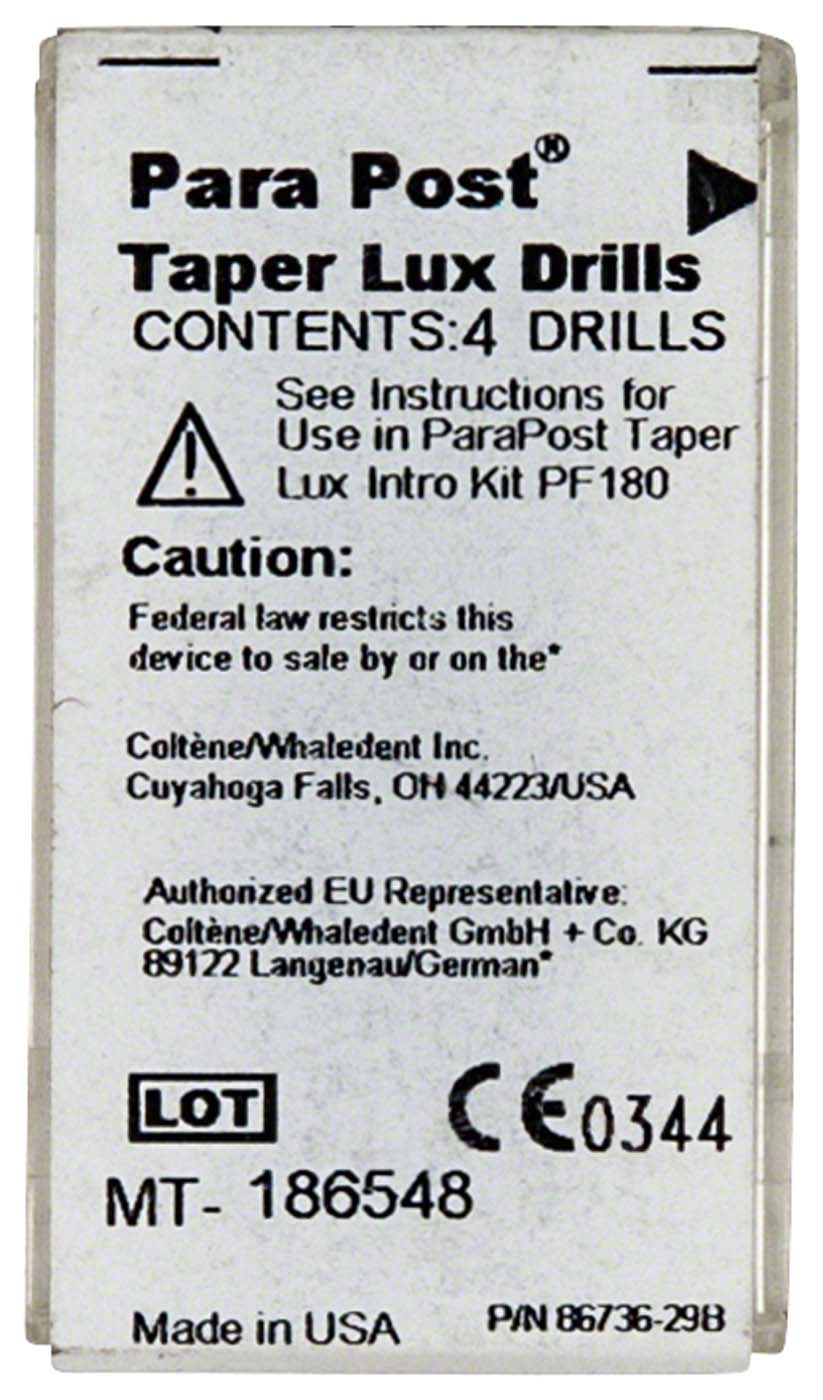 Para Post®
Taper Lux Drills
CONTENTS:4 DRILLS
See Instructions for
Use in ParaPost Taper
Lux Intro Kit PF180
Caution:
Federal law restricts this
device to sale by or on the*
Coltène/Whaledent Inc.
Cuyahoga Falls, OH 44223/USA
Authorized EU Representative:
Coltène/Whaledent GmbH + Co. KG
89122 Langenau/German*
LOT
CE0344
MT- 186548
Made in USA
P/N 86736-29B